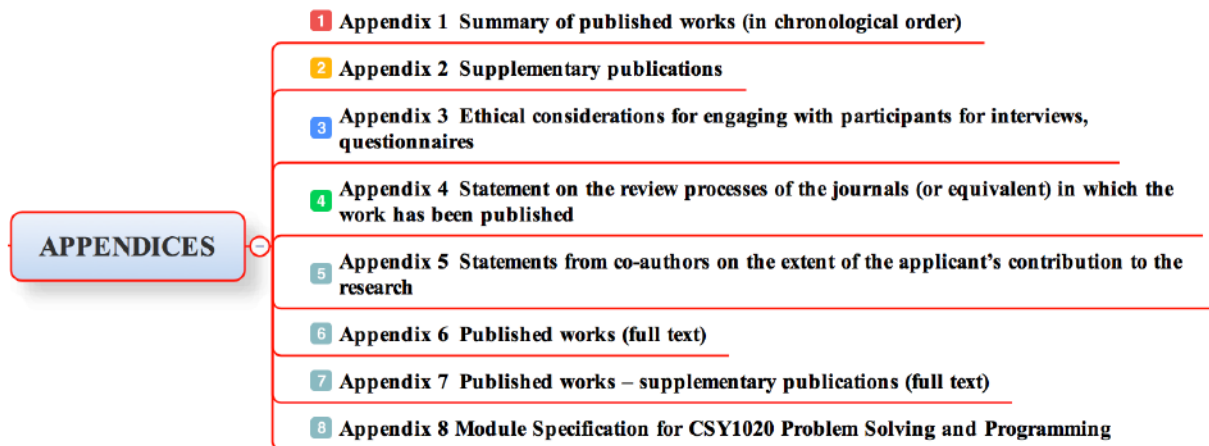 1 Appendix 1 Summary of published works (in chronological order)
2 Appendix 2 Supplementary publications
3 Appendix 3 Ethical considerations for engaging with participants for interviews,
questionnaires
4 Appendix 4 Statement on the review processes of the journals (or equivalent) in which the
work has been published
APPENDICES
5 Appendix 5 Statements from co-authors on the extent of the applicant’s contribution to the
research
6 Appendix 6 Published works (full text)
7 Appendix 7 Published works – supplementary publications (full text)
8 Appendix 8 Module Specification for CSY1020 Problem Solving and Programming